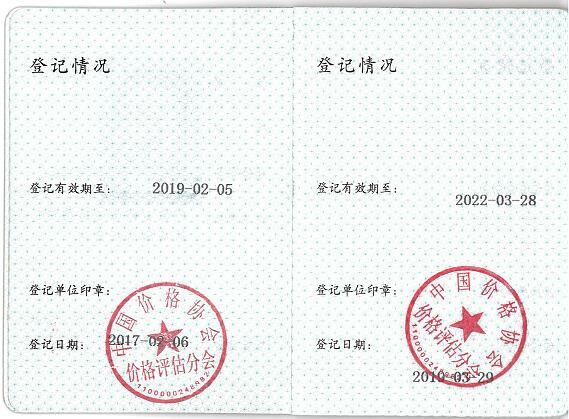 登记情况
登记有效期至： 2019-02-05
登记单位印章：
中国价格协会
价格评估分会
登记日期： 2017-02-06
登记情况
登记有效期至： 2022-03-28
登记单位印章：
中国价格协会
价格评估分会
登记日期： 2019-03-29